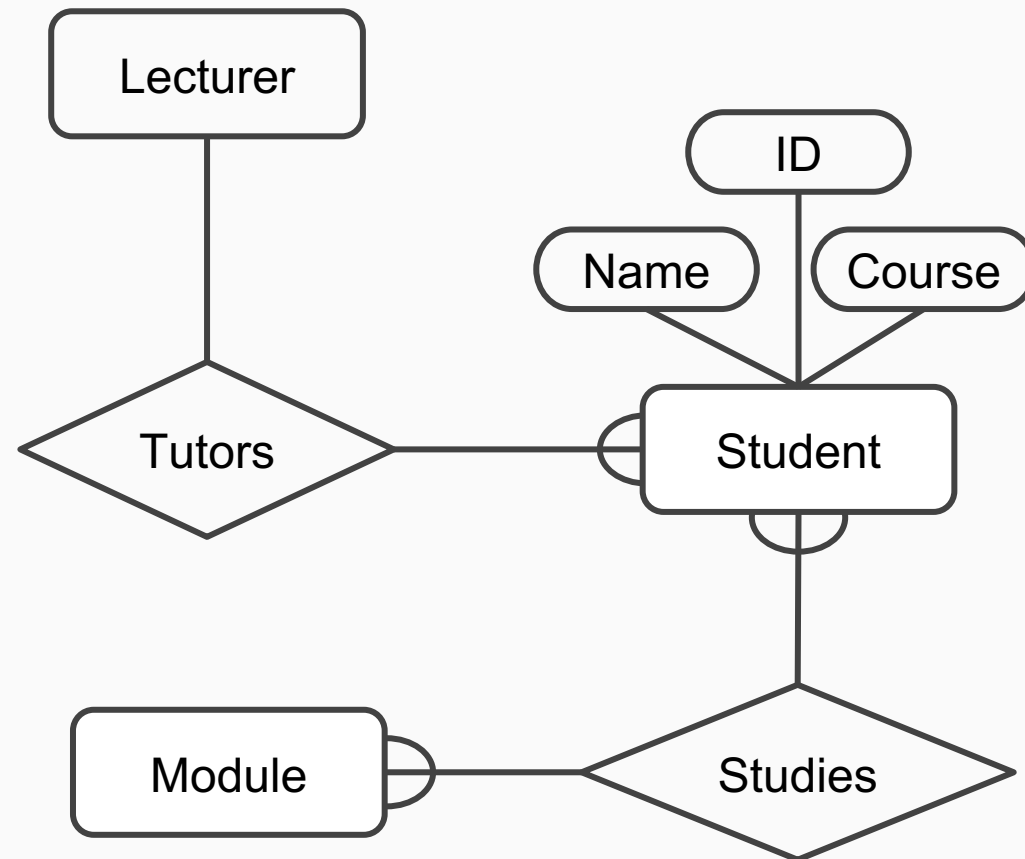 Lecturer
ID
Name
Course
Tutors
Student
Module
Studies